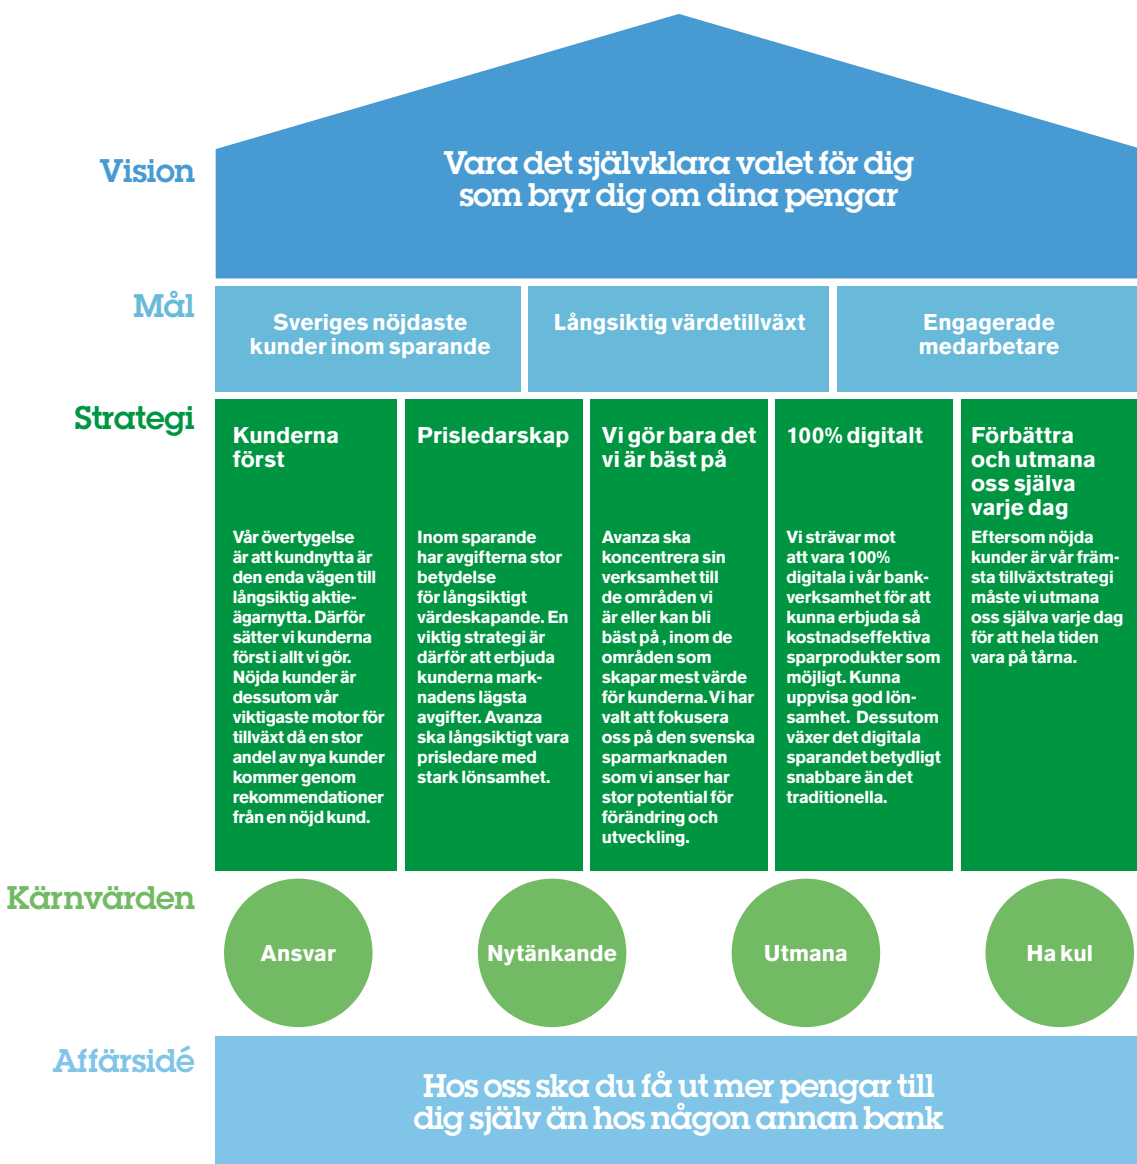 Vision
Vara det självklara valet för dig
som bryr dig om dina pengar
Mål
Sveriges nöjdaste
kunder inom sparande
Långsiktig värdetillväxt
Engagerade
medarbetare
Strategi
Kunderna
först
Vår övertygelse
är att kundnytta är
den enda vägen till
långsiktig aktie-
ägarnytta. Därför
sätter vi kunderna
först i allt vi gör.
Nöjda kunder är
dessutom vår
viktigaste motor för
tillväxt då en stor
andel av nya kunder
kommer genom
rekommendationer
från en nöjd kund.
Prisledarskap
Inom sparande
har avgifterna stor
betydelse
för långsiktigt
värdeskapande. En
viktig strategi är
därför att erbjuda
kunderna mark-
nadens lägsta
avgifter. Avanza
ska långsiktigt vara
prisledare med
stark lönsamhet.
Vi gör bara det
vi är bäst på
Avanza ska
koncentrera sin
verksamhet till
de områden vi
är eller kan bli
bäst på , inom de
områden som
skapar mest värde
för kunderna. Vi har
valt att fokusera
oss på den svenska
sparmarknaden
som vi anser har
stor potential för
förändring och
utveckling.
100% digitalt
Vi strävar mot
att vara 100%
digitala i vår bank-
verksamhet för att
kunna erbjuda så
kostnadseffektiva
sparprodukter som
möjligt. Kunna
uppvisa god lön-
samhet. Dessutom
växer det digitala
sparandet betydligt
snabbare än det
traditionella.
Förbättra
och utmana
oss själva
varje dag
Eftersom nöjda
kunder är vår främ-
sta tillväxtstrategi
måste vi utmana
oss själva varje dag
för att hela tiden
vara på tårna.
Kärnvärden
Ansvar
Nytänkande
Utmana
Ha kul
Affärsidé
Hos oss ska du få ut mer pengar till
dig själv än hos någon annan bank